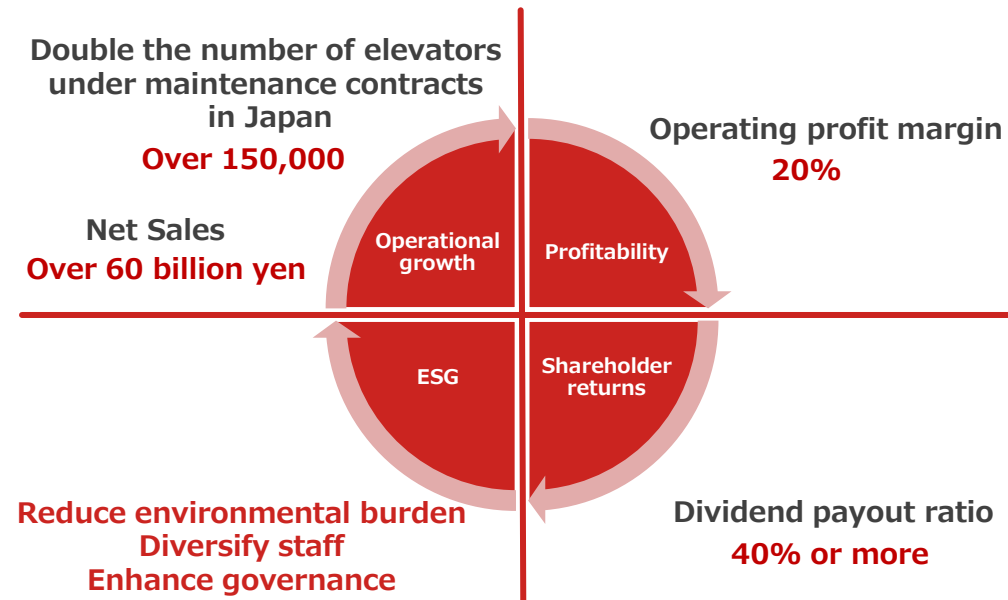 Double the number of elevators
under maintenance contracts
in Japan
Over 150,000
Net Sales
Over 60 billion yen
Operating profit margin
20%
Operational
growth
Profitability
ESG
Shareholder
returns
Reduce environmental burden
Diversify staff
Enhance governance
Dividend payout ratio
40% or more